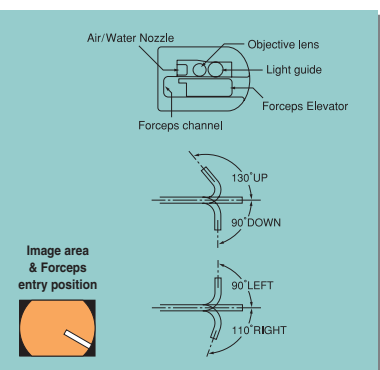 Air/Water Nozzle
Objective lens
Light guide
Forceps Elevator
Forceps channel
130˚UP
90˚DOWN
Image area
& Forceps
entry position
90˚LEFT
110˚RIGHT